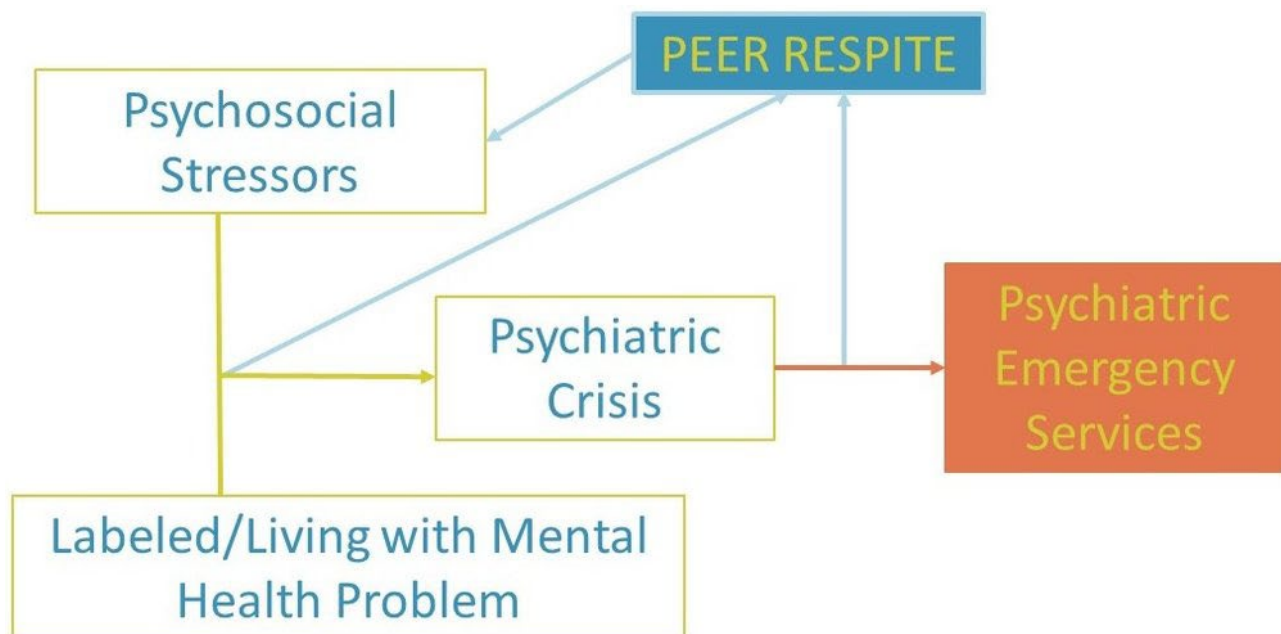 PEER RESPITE
Psychosocial
Stressors
Psychiatric
Crisis
Psychiatric
Emergency
Services
Labeled/Living with Mental
Health Problem